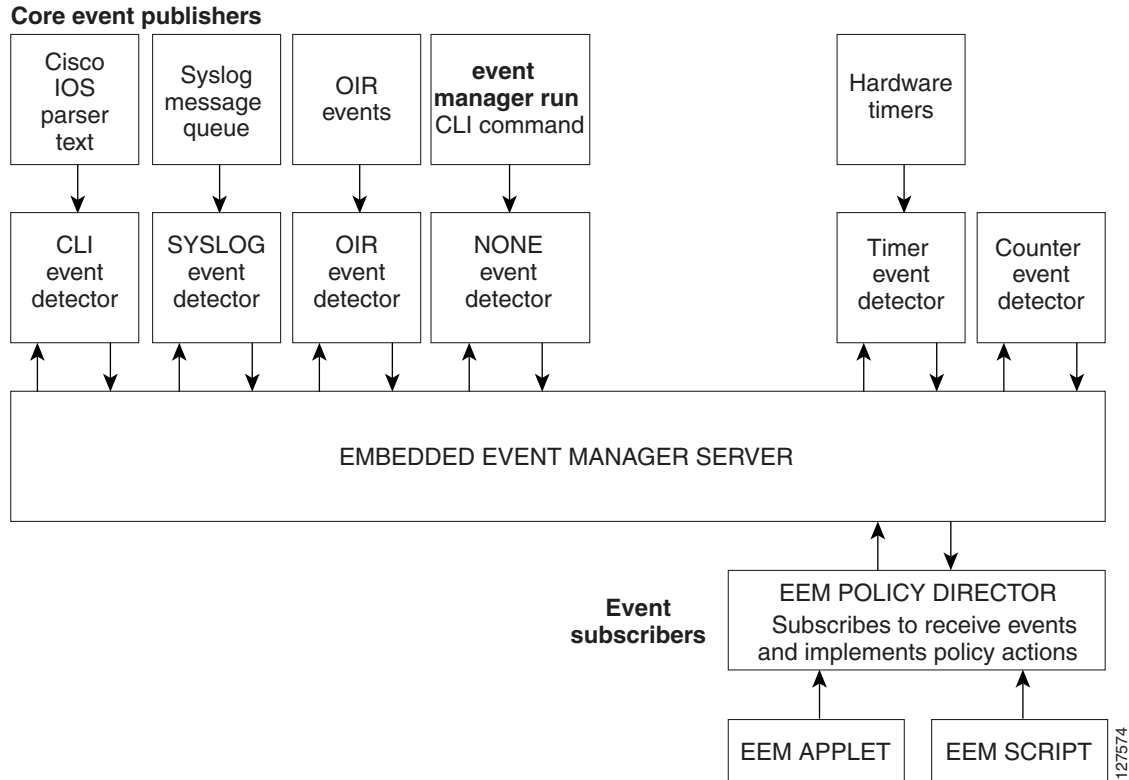 Core event publishers
Cisco
IOS
parser
text
Syslog
message
queue
OIR
events
event
manager run
CLI command
Hardware
timers
CLI
event
detector
SYSLOG
event
detector
OIR
event
detector
NONE
event
detector
Timer
event
detector
Counter
event
detector
EMBEDDED EVENT MANAGER SERVER
Event
subscribers
EEM POLICY DIRECTOR
Subscribes to receive events
and implements policy actions
EEM APPLET
EEM SCRIPT
127574